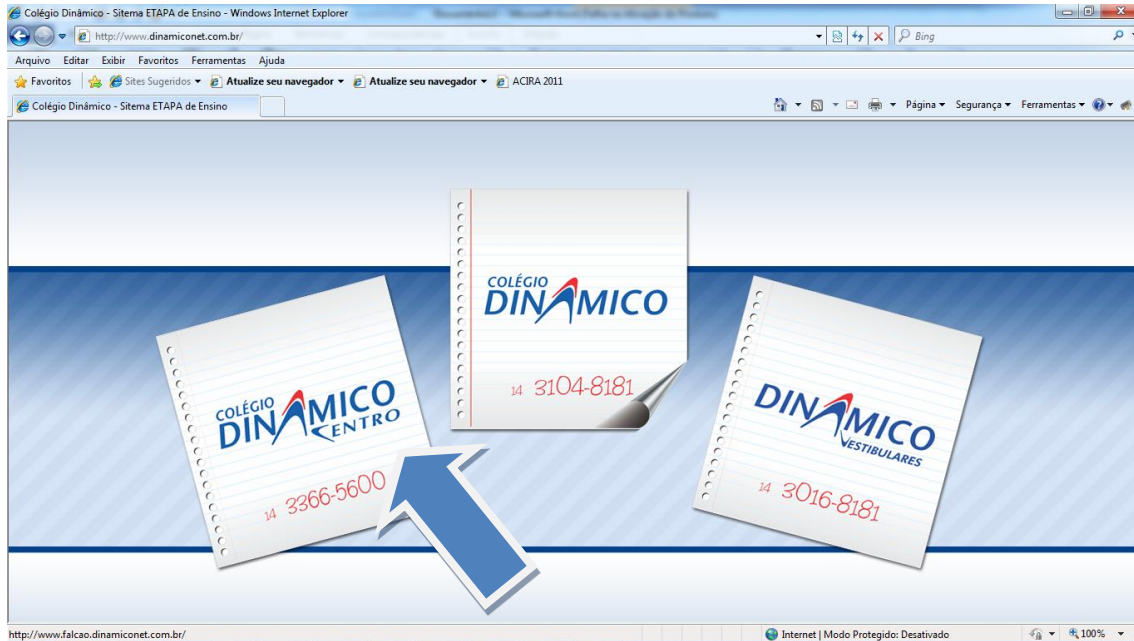 Colégio Dinâmico - Sitema ETAPA de Ensino - Windows Internet Explorer
http://www.dinamiconet.com.br/
Bing
Arquivo Editar Exibir Favoritos Ferramentas Ajuda
Favoritos Sites Sugeridos Atualize seu navegador Atualize seu navegador ACIRA 2011
Colégio Dinâmico - Sitema ETAPA de Ensino
Página Segurança Ferramentas
COLÉGIO
DINAMICO
14 3104-8181
COLÉGIO
DINAMICO
CENTRO
14 3366-5600
DINAMICO
VESTIBULARES
14 3016-8181
http://www.falcao.dinamiconet.com.br/
Internet | Modo Protegido: Desativado
100%